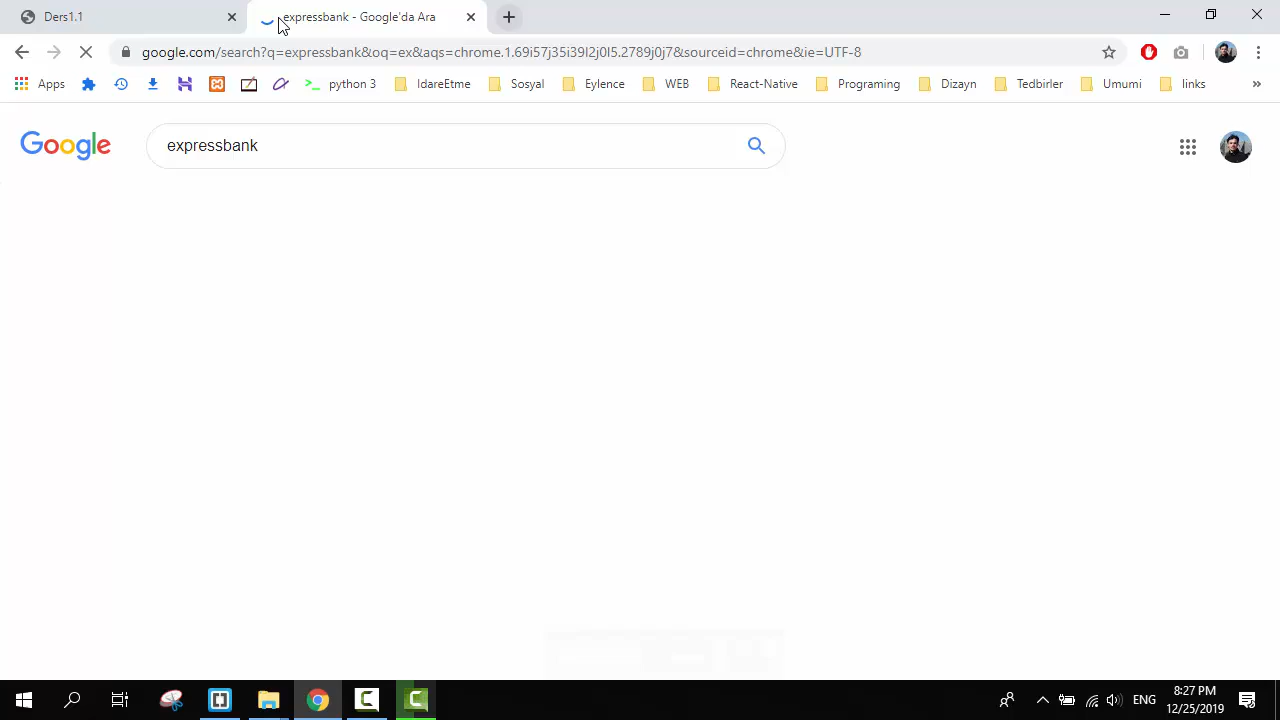 Ders1.1
expressbank - Google'da Ara
google.com/search?q=expressbank&oq=ex&aqs=chrome.1.69i57j35i39l2j0l5.2789j0j7&sourceid=chrome&ie=UTF-8
Apps
python 3
IdareEtme
Sosyal
Eylence
WEB
React-Native
Programing
Dizayn
Tedbirler
Umumi
links
»
Google
expressbank
ENG
8:27 PM
12/25/2019